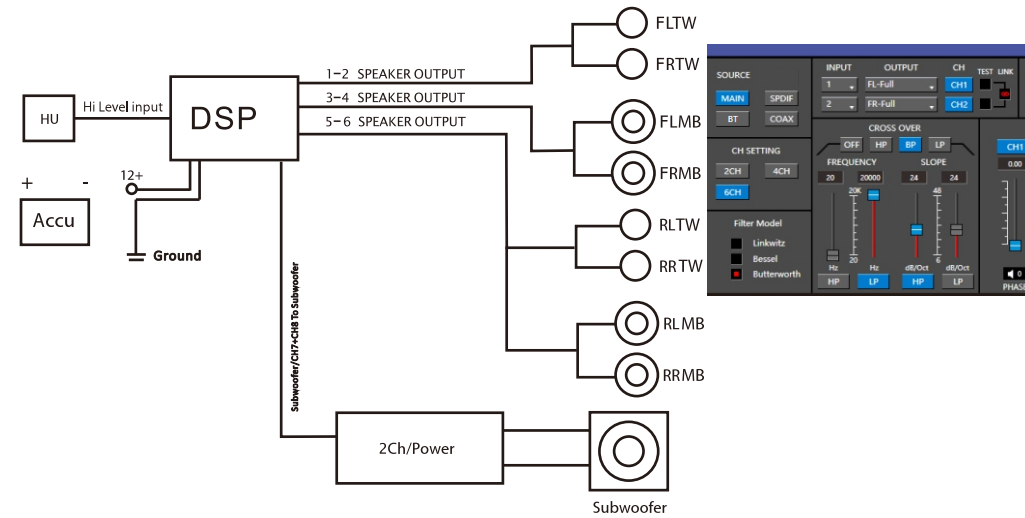 FLTW
FRTW
1-2 SPEAKER OUTPUT
3-4 SPEAKER OUTPUT
5-6 SPEAKER OUTPUT
HU
Hi Level input
DSP
FLMB
FRMB
+ -
Accu
12+
Ground
RLTW
RRTW
RLMB
RRMB
Subwoofer/CH7+CH8 To Subwoofer
2Ch/Power
Subwoofer
SOURCE
MAIN SPDIF
BT COAX
CH SETTING
2CH 4CH
6CH
Filter Model
Linkwitz
Bessel
Butterworth
INPUT OUTPUT CH TEST LINK
1 FL-Full CH1
2 FR-Full CH2
CROSS OVER
OFF HP BP LP
FREQUENCY SLOPE
20 20000 24 24
20K 48
20 6
Hz Hz dB/Oct dB/Oct
HP LP HP LP
CH1
0.00
0
PHAS